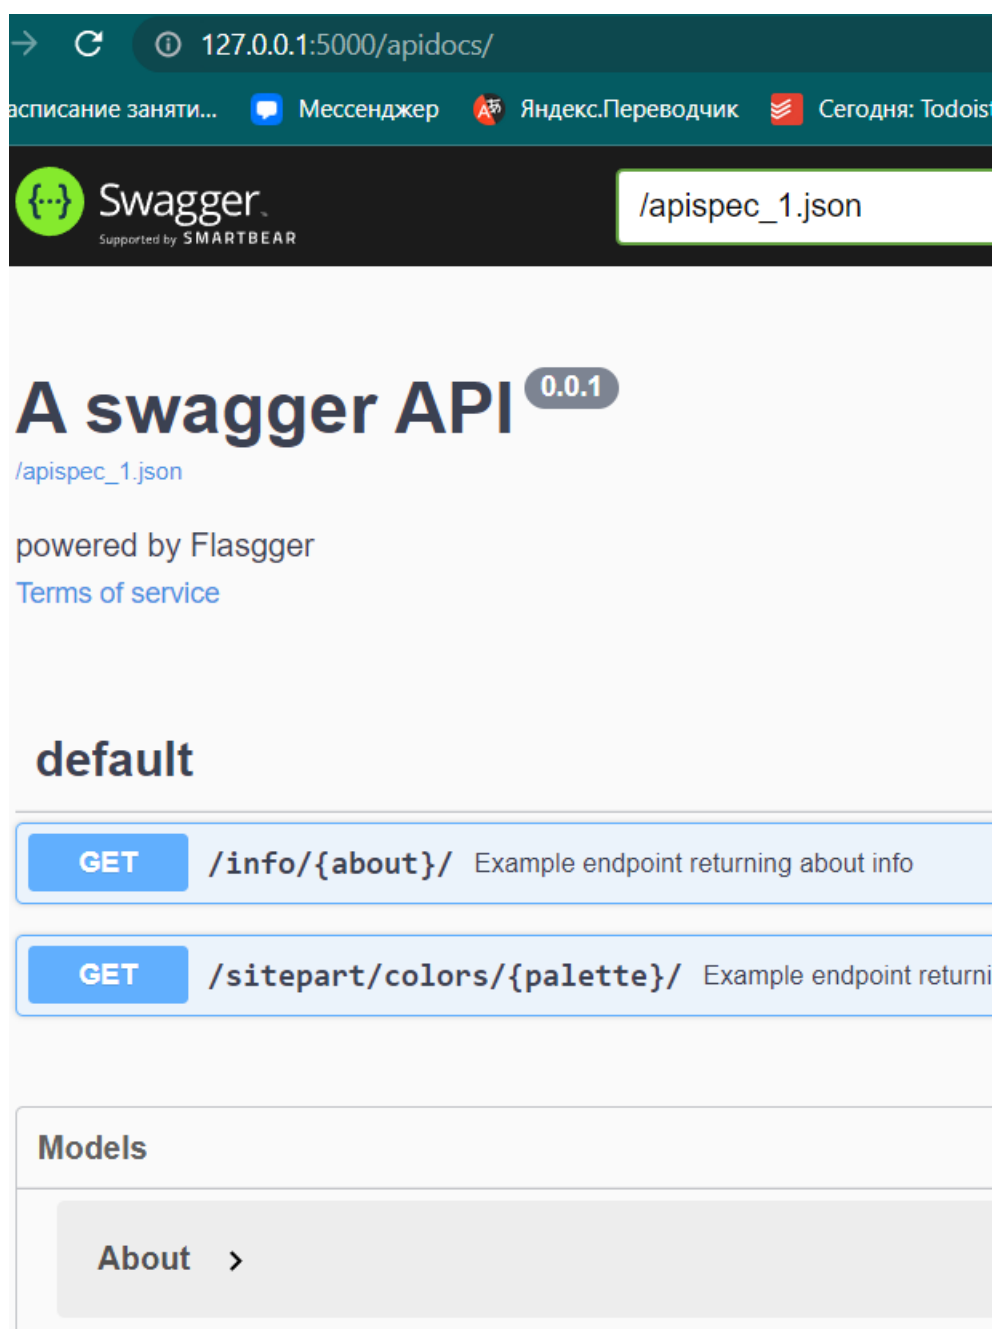 127.0.0.1:5000/apidocs/
асписание заняти...
Мессенджер
Яндекс.Переводчик
Сегодня: Todoist
Swagger
Supported by SMARTBEAR
/apispec_1.json
A swagger API 0.0.1
/apispec_1.json
powered by Flasgger
Terms of service
default
GET /info/{about}/ Example endpoint returning about info
GET /sitepart/colors/{palette}/ Example endpoint returni
Models
About